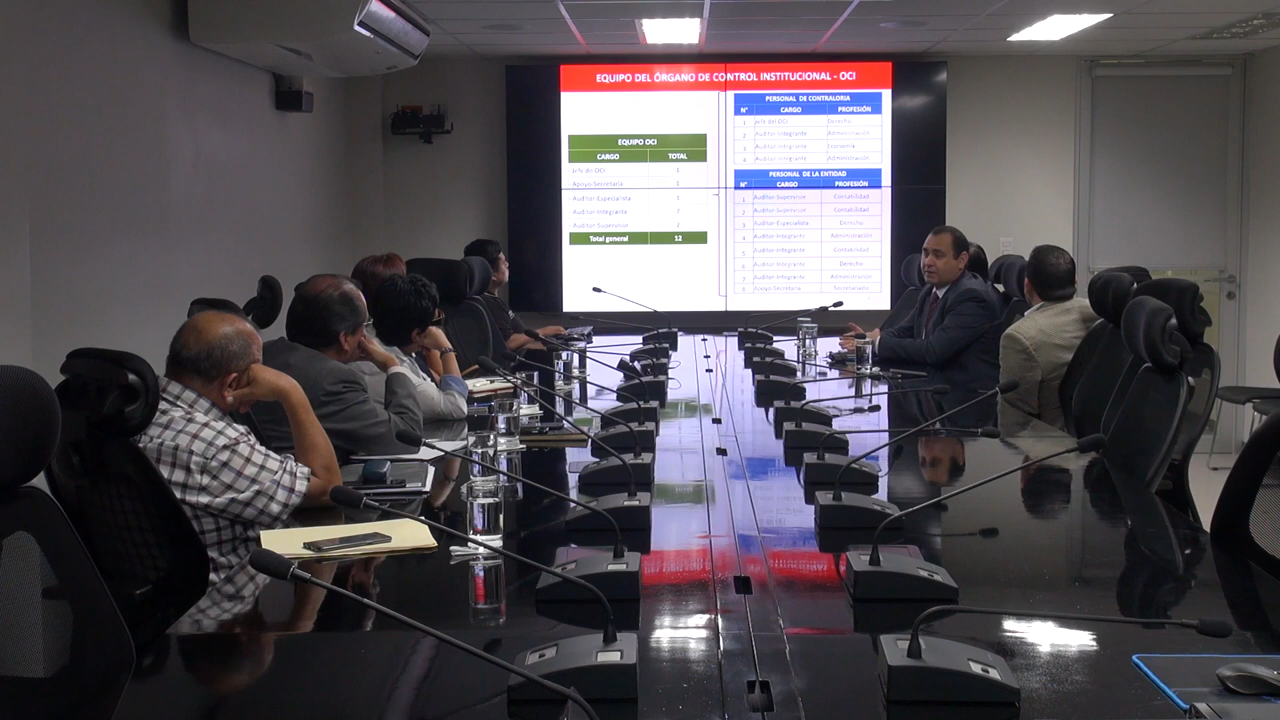 EQUIPO DEL ÓRGANO DE CONTROL INSTITUCIONAL - OCI
EQUIPO OCI
CARGO TOTAL
- Jefe de OCI 1
- Apoyo-Secretaria 1
- Auditor-Especialista 1
- Auditor-Integrante 7
- Auditor-Supervisor 2
Total general 12
PERSONAL DE CONTRALORIA
N° CARGO PROFESIÓN
1 Jefe del OCI Derecho
2 Auditor-Integrante Administración
3 Auditor-Integrante Economía
4 Auditor-Integrante Administración
PERSONAL DE LA ENTIDAD
N° CARGO PROFESIÓN
1 Auditor-Supervisor Contabilidad
2 Auditor-Supervisor Contabilidad
3 Auditor-Especialista Derecho
4 Auditor-Integrante Administración
5 Auditor-Integrante Contabilidad
6 Auditor-Integrante Derecho
7 Auditor-Integrante Administración
8 Apoyo-Secretaria Secretariado